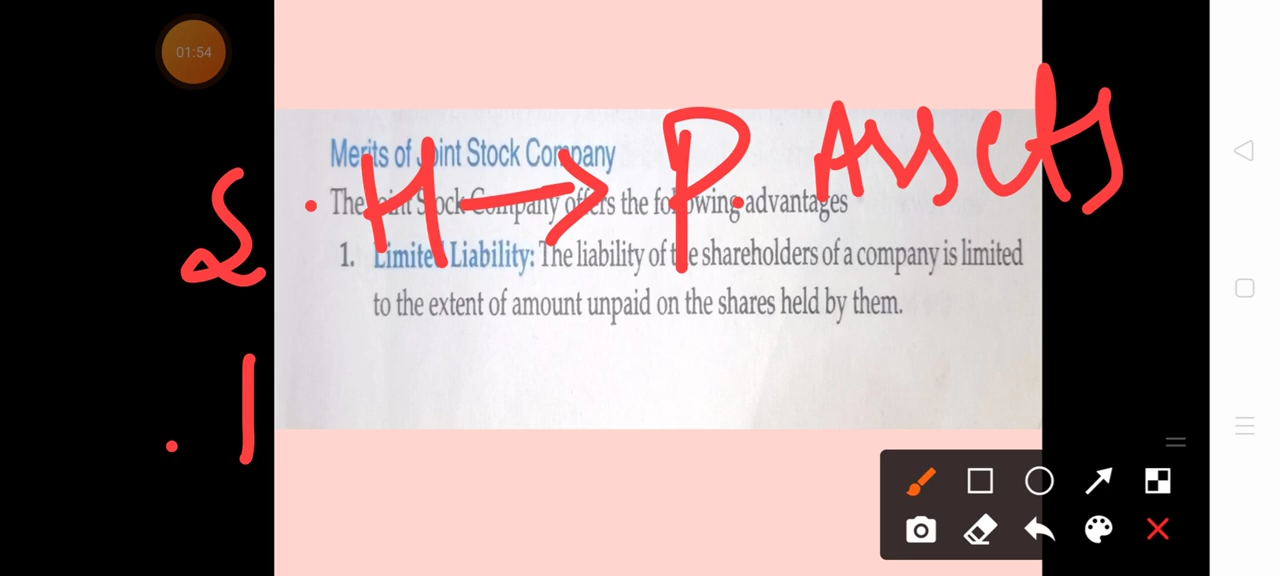 01:54
S.H → P. Assets
Merits of Joint Stock Company
The Joint Stock Company offers the following advantages
1. Limited Liability: The liability of the shareholders of a company is limited
to the extent of amount unpaid on the shares held by them.
. 1